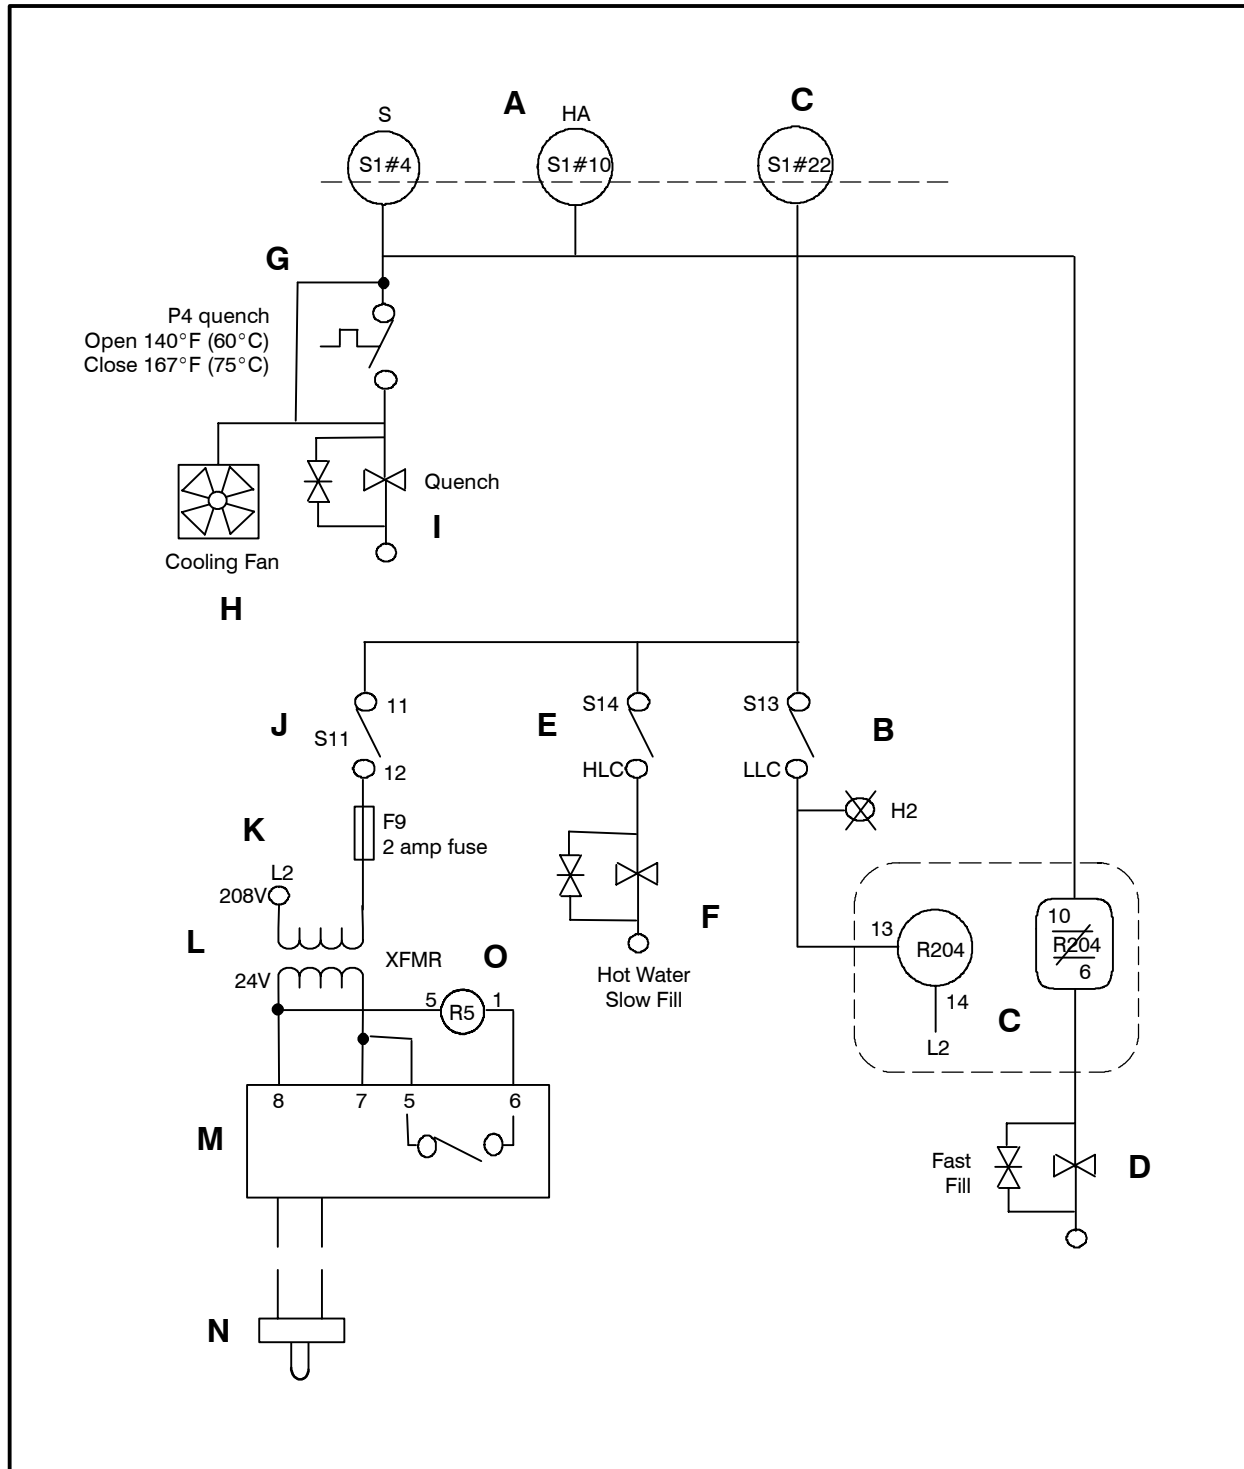 A
C
S
HA
S1#4
S1#10
S1#22
G
P4 quench
Open 140°F (60°C)
Close 167°F (75°C)
Quench
I
Cooling Fan
H
J
S11
11
12
E
S14
HLC
S13
LLC
B
H2
K
F9
2 amp fuse
L2
208V
L
24V
XFMR
O
5
R5
1
F
Hot Water
Slow Fill
13
R204
14
L2
C
10
R204
6
8
7
5
6
M
Fast
Fill
D
N